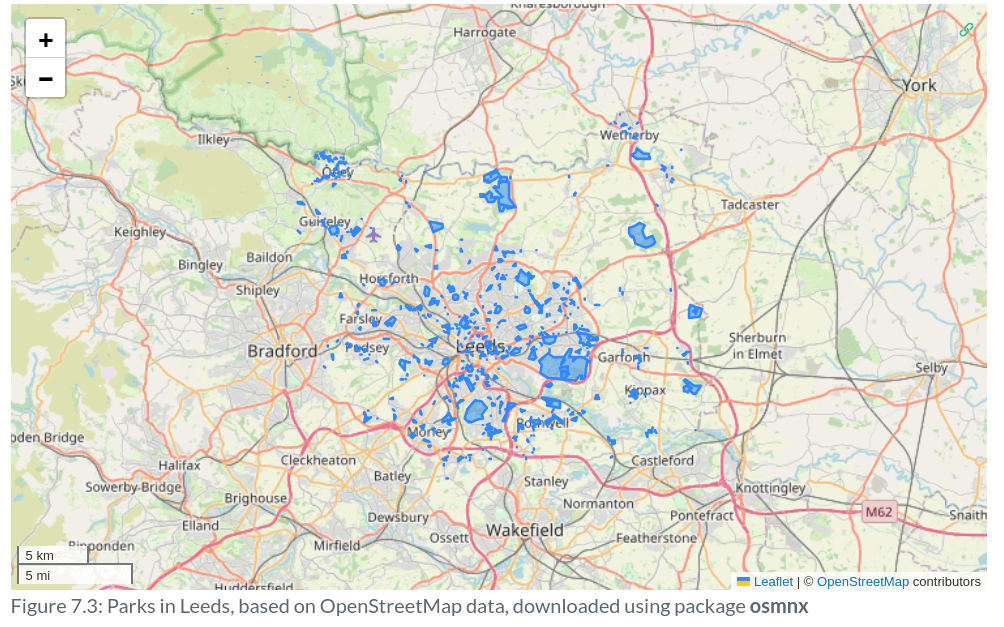 Knaresborough
+
Harrogate
−
York
Ilkley
Wetherby
Otley
Tadcaster
Guiseley
Keighley
Baildon
Bingley
Horsforth
Shipley
Farsley
Sherburn
in Elmet
Bradford
Pudsey
Leeds
Garforth
Selby
Kippax
Rothwell
Morley
oden Bridge
Cleckheaton
Castleford
Halifax
Batley
Stanley
Sowerby Bridge
Knottingley
Brighouse
Normanton
M62
Dewsbury
Pontefract
Snaith
Elland
Wakefield
Ossett
Featherstone
Ripponden
Mirfield
5 km
5 mi
Huddersfield
Leaflet | © OpenStreetMap contributors
Figure 7.3: Parks in Leeds, based on OpenStreetMap data, downloaded using package osmnx